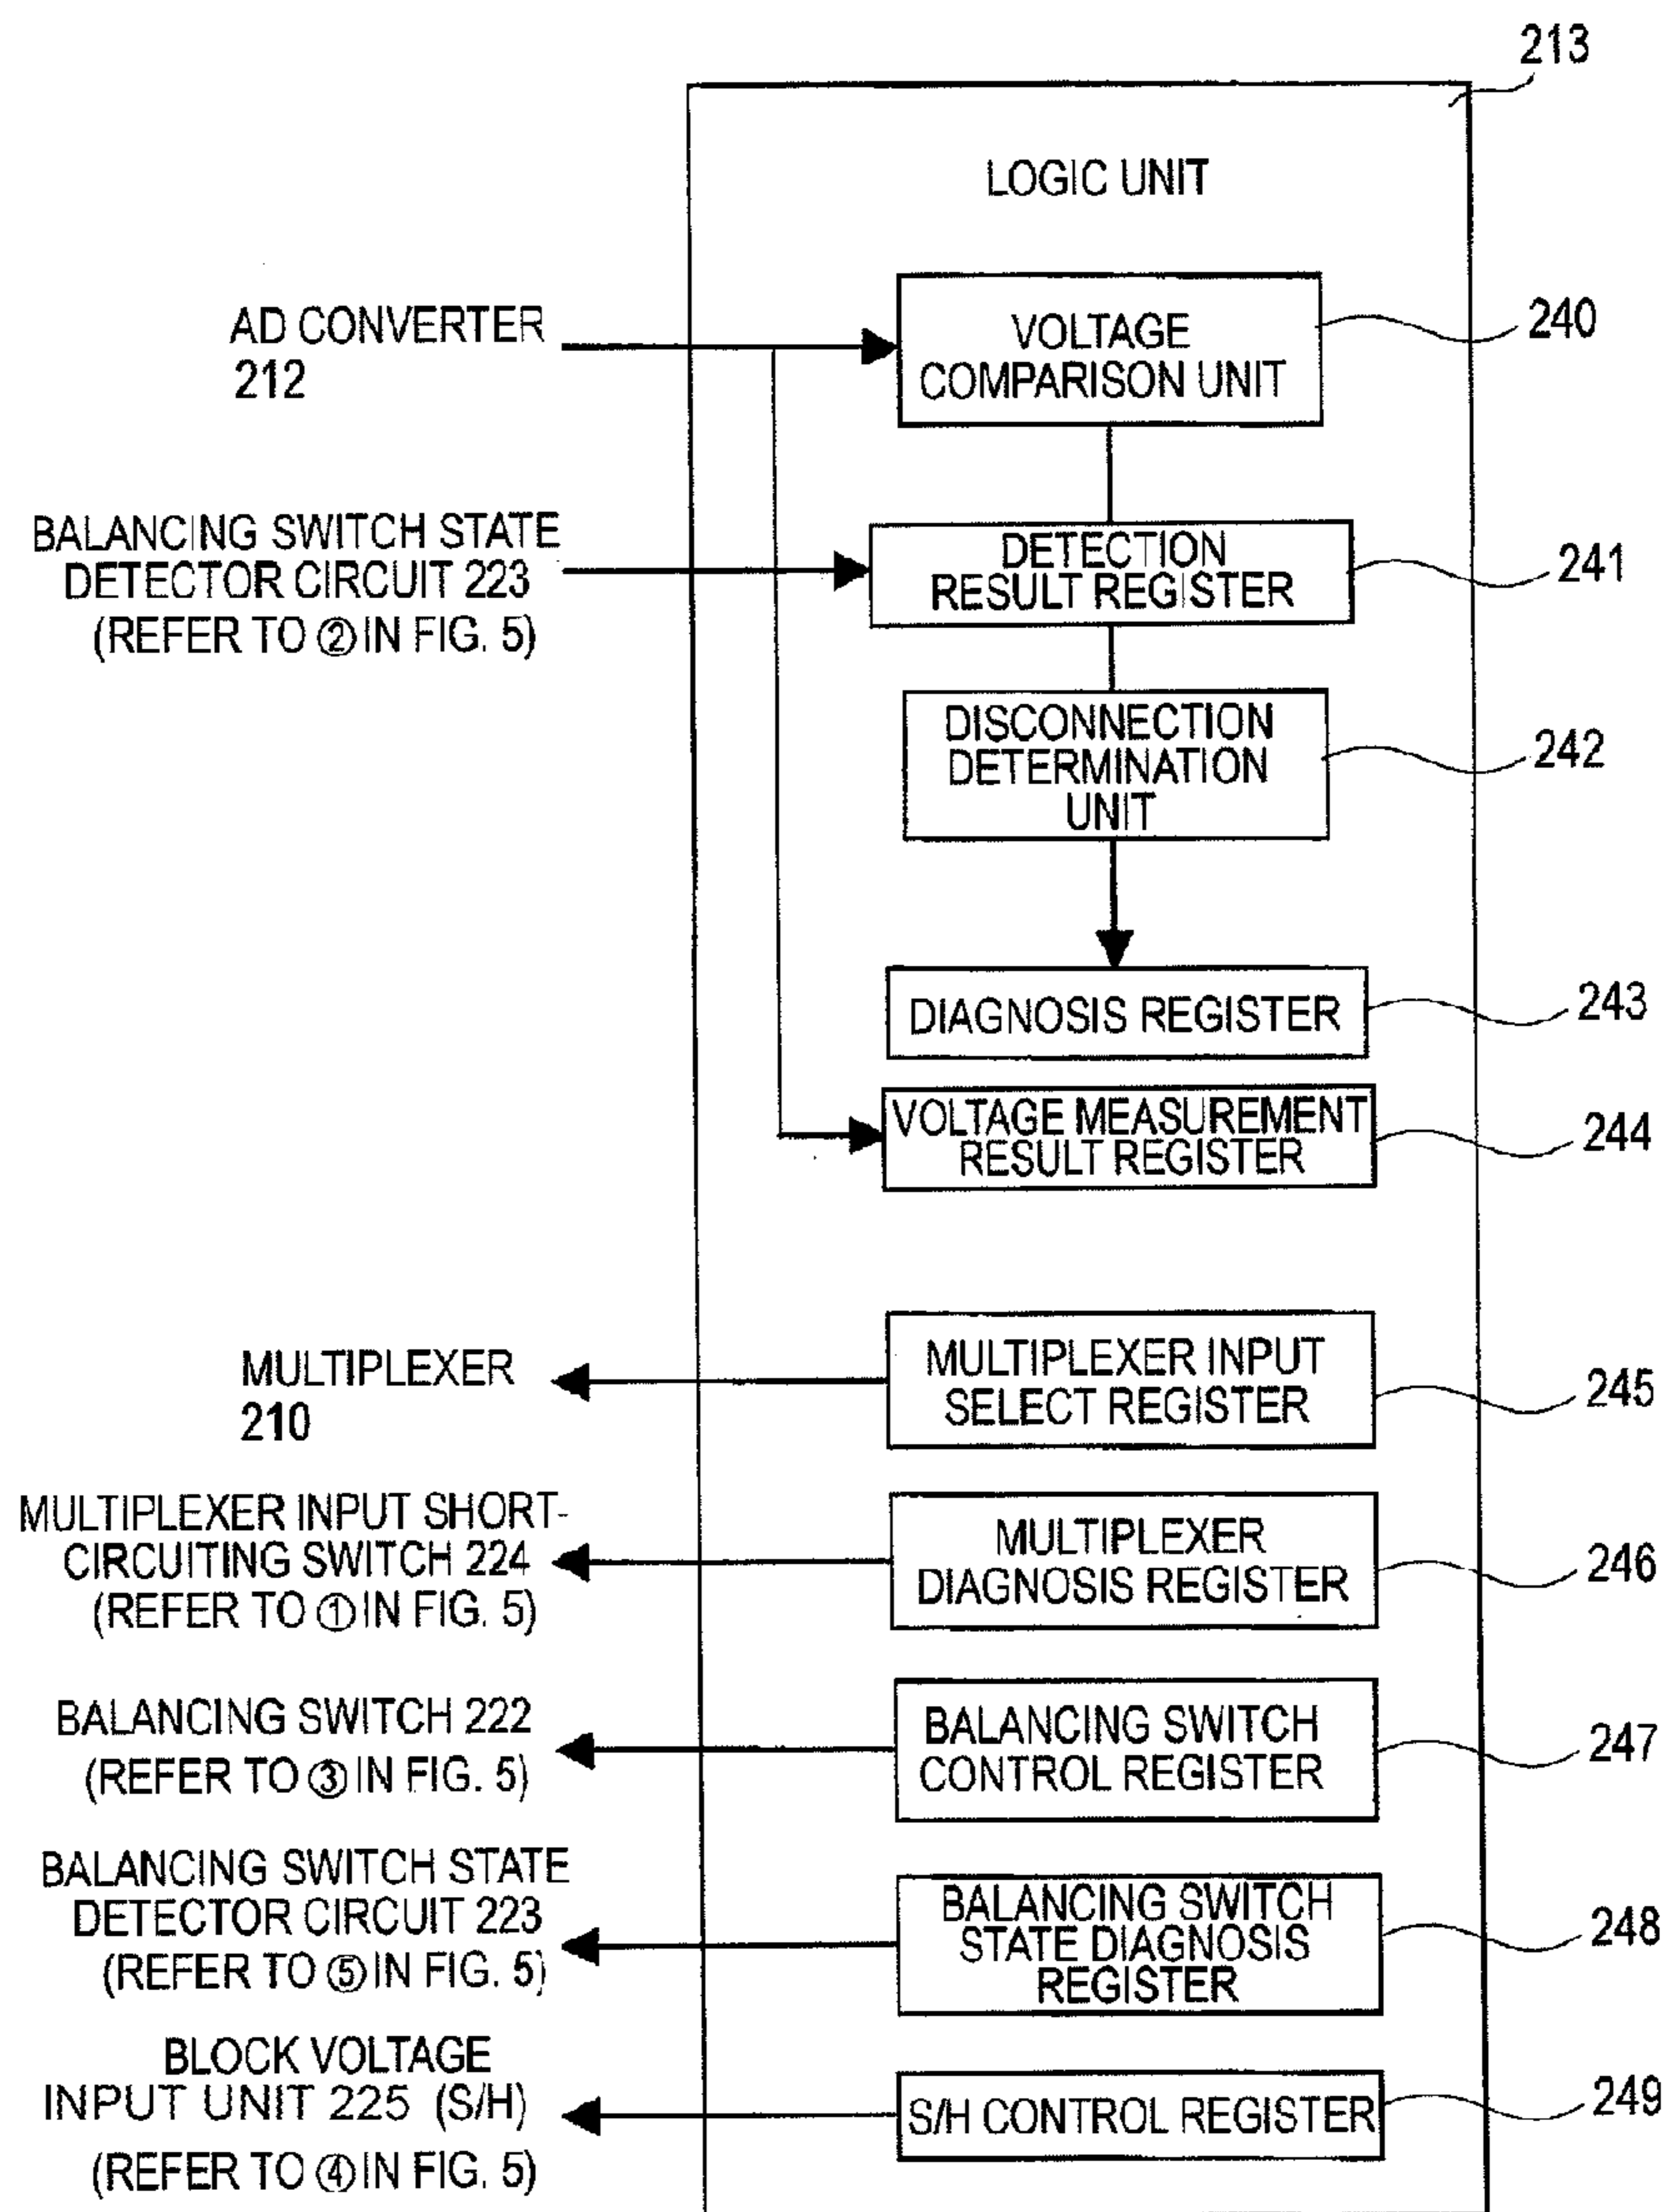 213
LOGIC UNIT
AD CONVERTER
212
VOLTAGE
COMPARISON UNIT
240
BALANCING SWITCH STATE
DETECTOR CIRCUIT 223
(REFER TO ② IN FIG. 5)
DETECTION
RESULT REGISTER
241
DISCONNECTION
DETERMINATION
UNIT
242
DIAGNOSIS REGISTER
243
VOLTAGE MEASUREMENT
RESULT REGISTER
244
MULTIPLEXER
210
MULTIPLEXER INPUT
SELECT REGISTER
245
MULTIPLEXER INPUT SHORT-
CIRCUITING SWITCH 224
(REFER TO ① IN FIG. 5)
MULTIPLEXER
DIAGNOSIS REGISTER
246
BALANCING SWITCH 222
(REFER TO ③ IN FIG. 5)
BALANCING SWITCH
CONTROL REGISTER
247
BALANCING SWITCH STATE
DETECTOR CIRCUIT 223
(REFER TO ⑤ IN FIG. 5)
BALANCING SWITCH
STATE DIAGNOSIS
REGISTER
248
BLOCK VOLTAGE
INPUT UNIT 225 (S/H)
(REFER TO ④ IN FIG. 5)
S/H CONTROL REGISTER
249